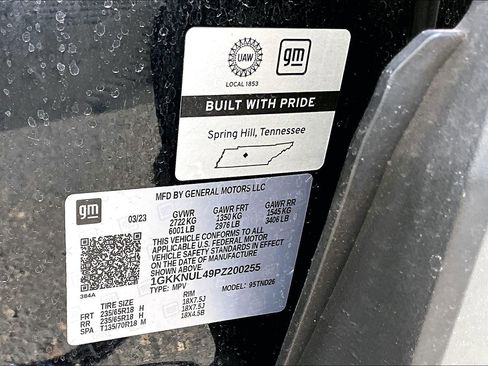 UAW
gm
LOCAL 1853
BUILT WITH PRIDE
Spring Hill, Tennessee
gm
MFD BY GENERAL MOTORS LLC
03/23 GVWR GAWR FRT GAWR RR
2722 KG 1350 KG 1545 KG
6001 LB 2976 LB 3406 LB
THIS VEHICLE CONFORMS TO ALL
APPLICABLE U.S. FEDERAL MOTOR
VEHICLE SAFETY STANDARDS IN
EFFECT ON THE DATE OF MANUFACTURE
SHOWN ABOVE.
1GKKNUL49PZ200255
TYPE: MPV MODEL: 95TND26
384A
TIRE SIZE RIM
FRT 235/65R18 H 18X7.5J
RR 235/65R18 H 18X7.5J
SPA T135/70R18 M 18X4.5B